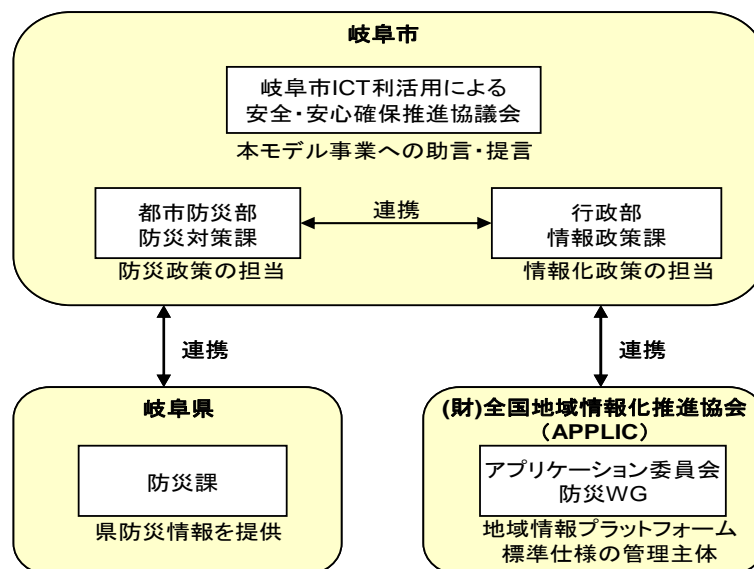 岐阜市
岐阜市ICT利活用による
安全・安心確保推進協議会
本モデル事業への助言・提言
都市防災部
防災対策課
連携
行政部
情報政策課
防災政策の担当
情報化政策の担当
連携
連携
岐阜県
防災課
県防災情報を提供
(財)全国地域情報化推進協会
（APPLIC）
アプリケーション委員会
防災WG
地域情報プラットフォーム
標準仕様の管理主体